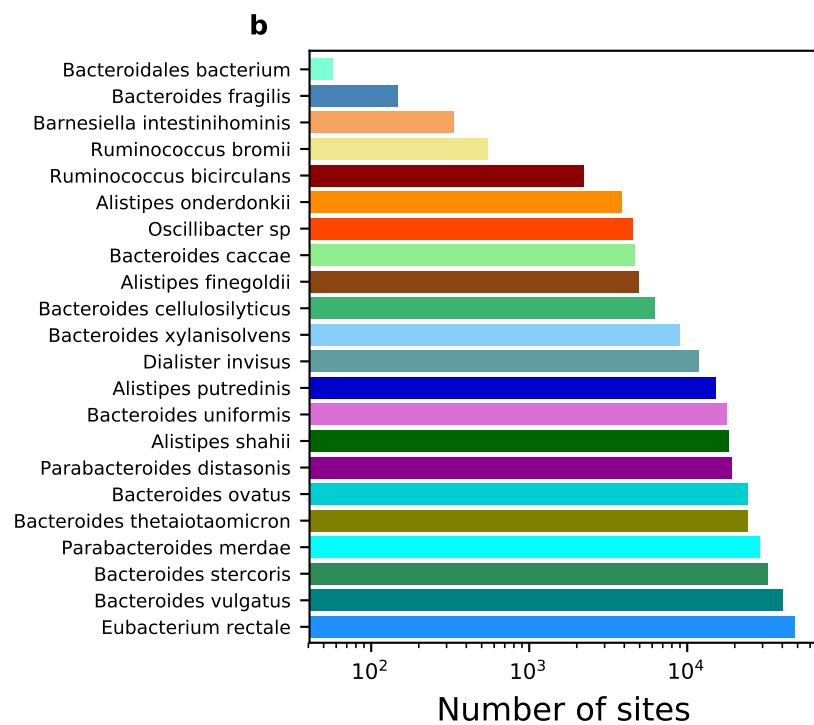 b
Bacteroidales bacterium
Bacteroides fragilis
Barnesiella intestinihominis
Ruminococcus bromii
Ruminococcus bicirculans
Alistipes onderdonkii
Oscillibacter sp
Bacteroides caccae
Alistipes finegoldii
Bacteroides cellulosilyticus
Bacteroides xylanisolvens
Dialister invisus
Alistipes putredinis
Bacteroides uniformis
Alistipes shahii
Parabacteroides distasonis
Bacteroides ovatus
Bacteroides thetaiotaomicron
Parabacteroides merdae
Bacteroides stercoris
Bacteroides vulgatus
Eubacterium rectale
10² 10³ 10⁴
Number of sites